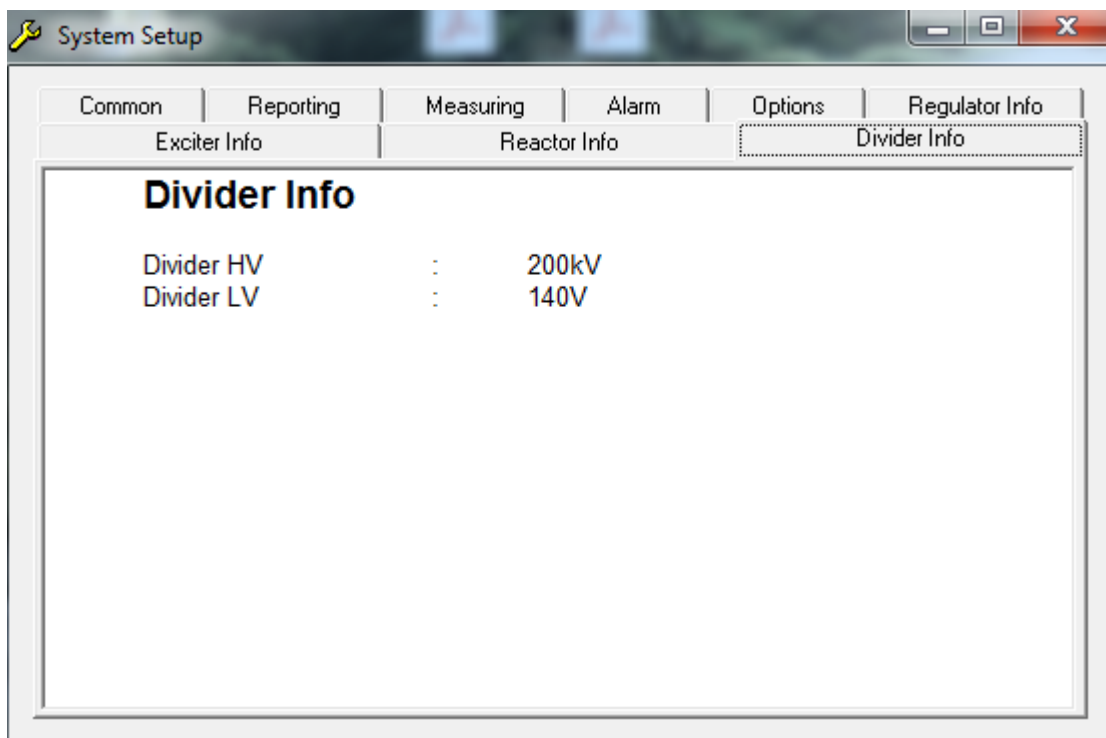 System Setup
Common Reporting Measuring Alarm Options Regulator Info
Exciter Info Reactor Info Divider Info
Divider Info
Divider HV : 200kV
Divider LV : 140V